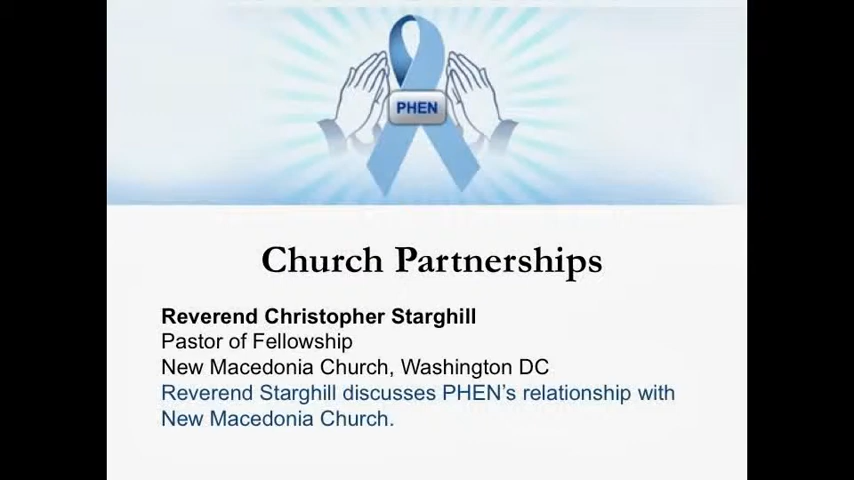 PHEN
Church Partnerships
Reverend Christopher Starghill
Pastor of Fellowship
New Macedonia Church, Washington DC
Reverend Starghill discusses PHEN's relationship with
New Macedonia Church.